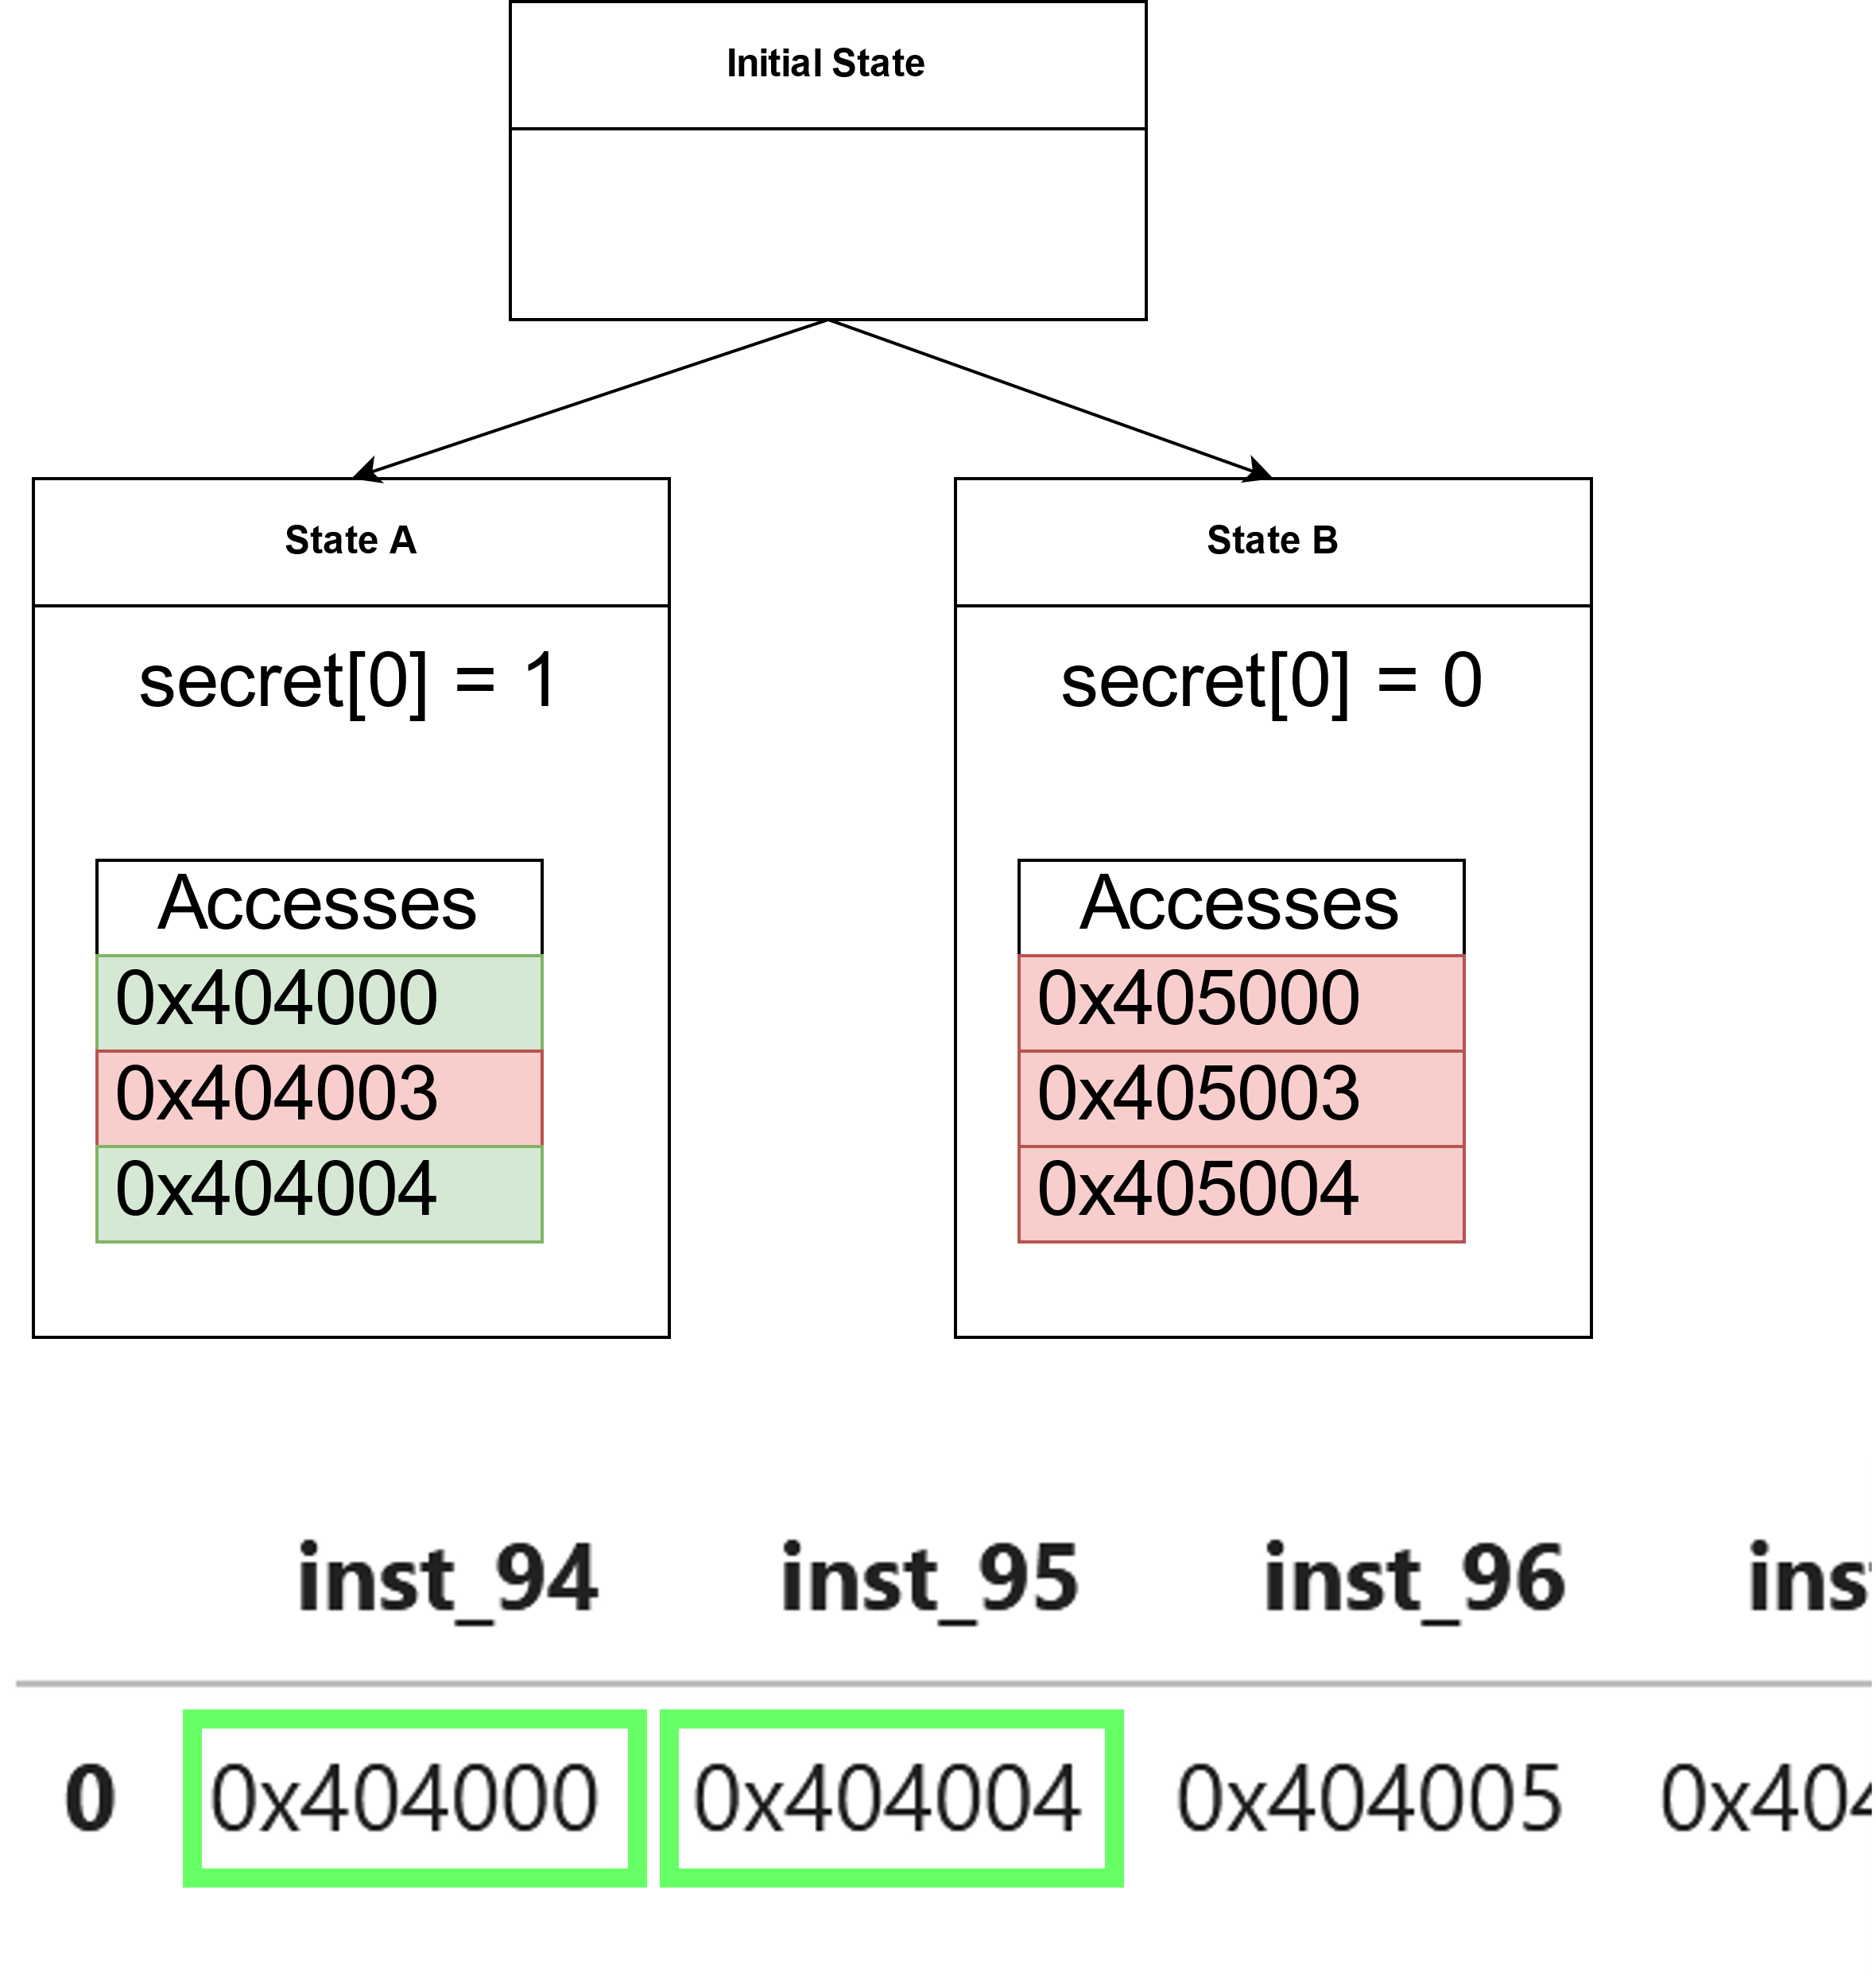 Initial State
State A
secret[0] = 1
Accesses
0x404000
0x404003
0x404004
State B
secret[0] = 0
Accesses
0x405000
0x405003
0x405004
inst_94 inst_95 inst_96
0 0x404000 0x404004 0x404005